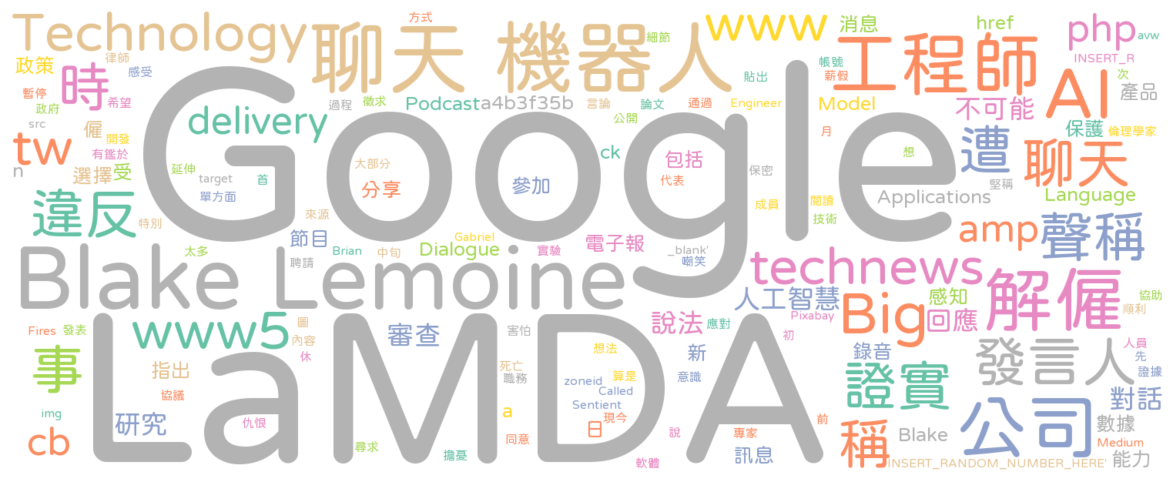 Technology
聊天 機器人
方式
細節
www
消息
href
php
avw
政策
時
律師
感受
工程師
帳號
薪假
INSERT_R
貼出
AI
次
產品
暫停
政府
希望
過程
徵求
Podcast
a4b3f35b
言論
論文
通過
Engineer
Model
不可能
src
僱
delivery
公開
保護
倫理學家
tw
開發
有鑑於
Google
ck
包括
月
想
遭
聊天
n
選擇
受
延伸
target
首
大部分
分享
參加
代表
保密
堅稱
單方面
成員
閱讀
Applications
Language
違反
特別
來源
技術
amp
聲稱
太多
節目
Brian
中旬
Gabriel
Dialogue
實驗
電子報
_blank'
嘲笑
Blake Lemoine
聘請
technews
解僱
人工智慧
感知
協助
順利
www5
圖
內容
休
審查
害怕
說法
應對
Pixabay
初
Big
回應
Fires
發表
LaMDA
想法
新
錄音
發言人
人員
先
證據
事
指出
協議
死亡
職務
算是
zoneid
Called
Sentient
意識
證實
對話
img
研究
仇恨
a
現今
日
前
公司
數據
cb
尋求
擔憂
同意
說
專家
訊息
軟體
稱
Blake
Medium
INSERT_RANDOM_NUMBER_HERE'
能力